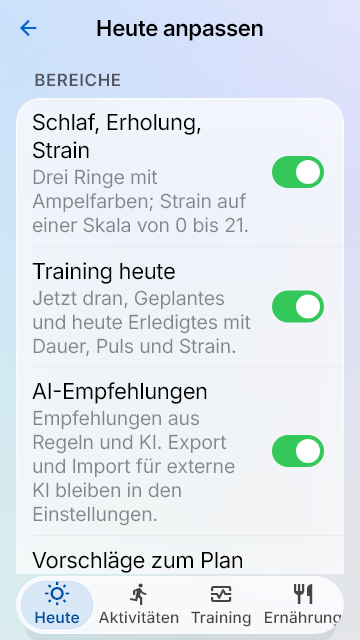 Heute anpassen
BEREICHE
Schlaf, Erholung,
Strain
Drei Ringe mit
Ampelfarben; Strain auf
einer Skala von 0 bis 21.
Training heute
Jetzt dran, Geplantes
und heute Erledigtes mit
Dauer, Puls und Strain.
AI-Empfehlungen
Empfehlungen aus
Regeln und KI. Export
und Import für externe
KI bleiben in den
Einstellungen.
Vorschläge zum Plan
Heute Aktivitäten Training Ernährung